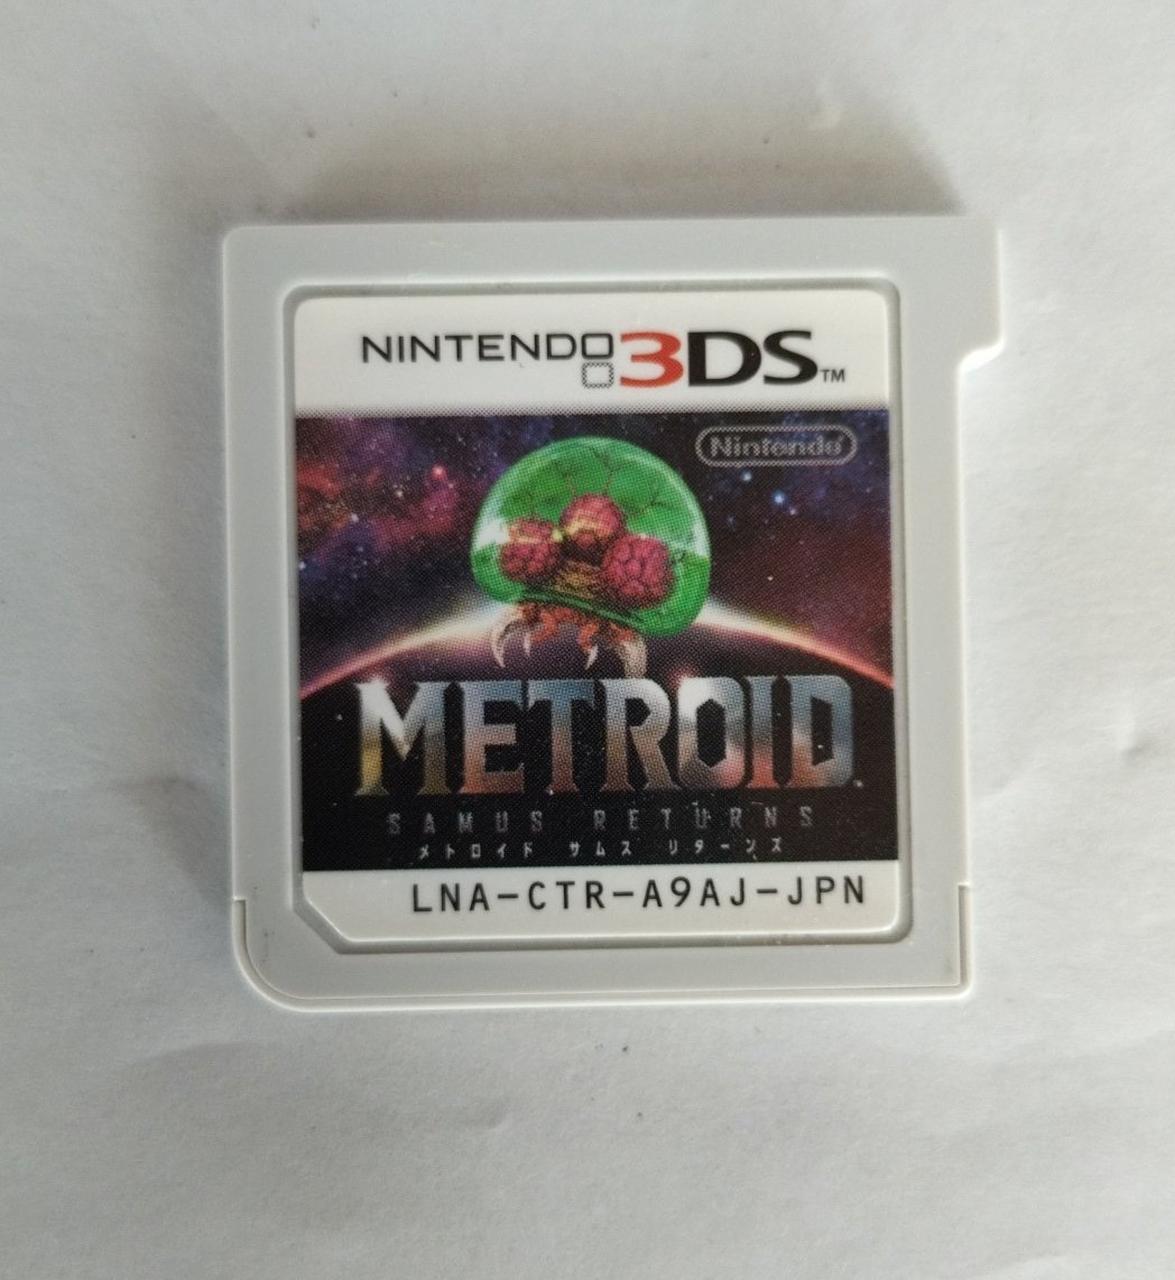 NINTENDO 3DS™
Nintendo
METROID
SAMUS RETURNS
メトロイド サムス リターンズ
LNA-CTR-A9AJ-JPN